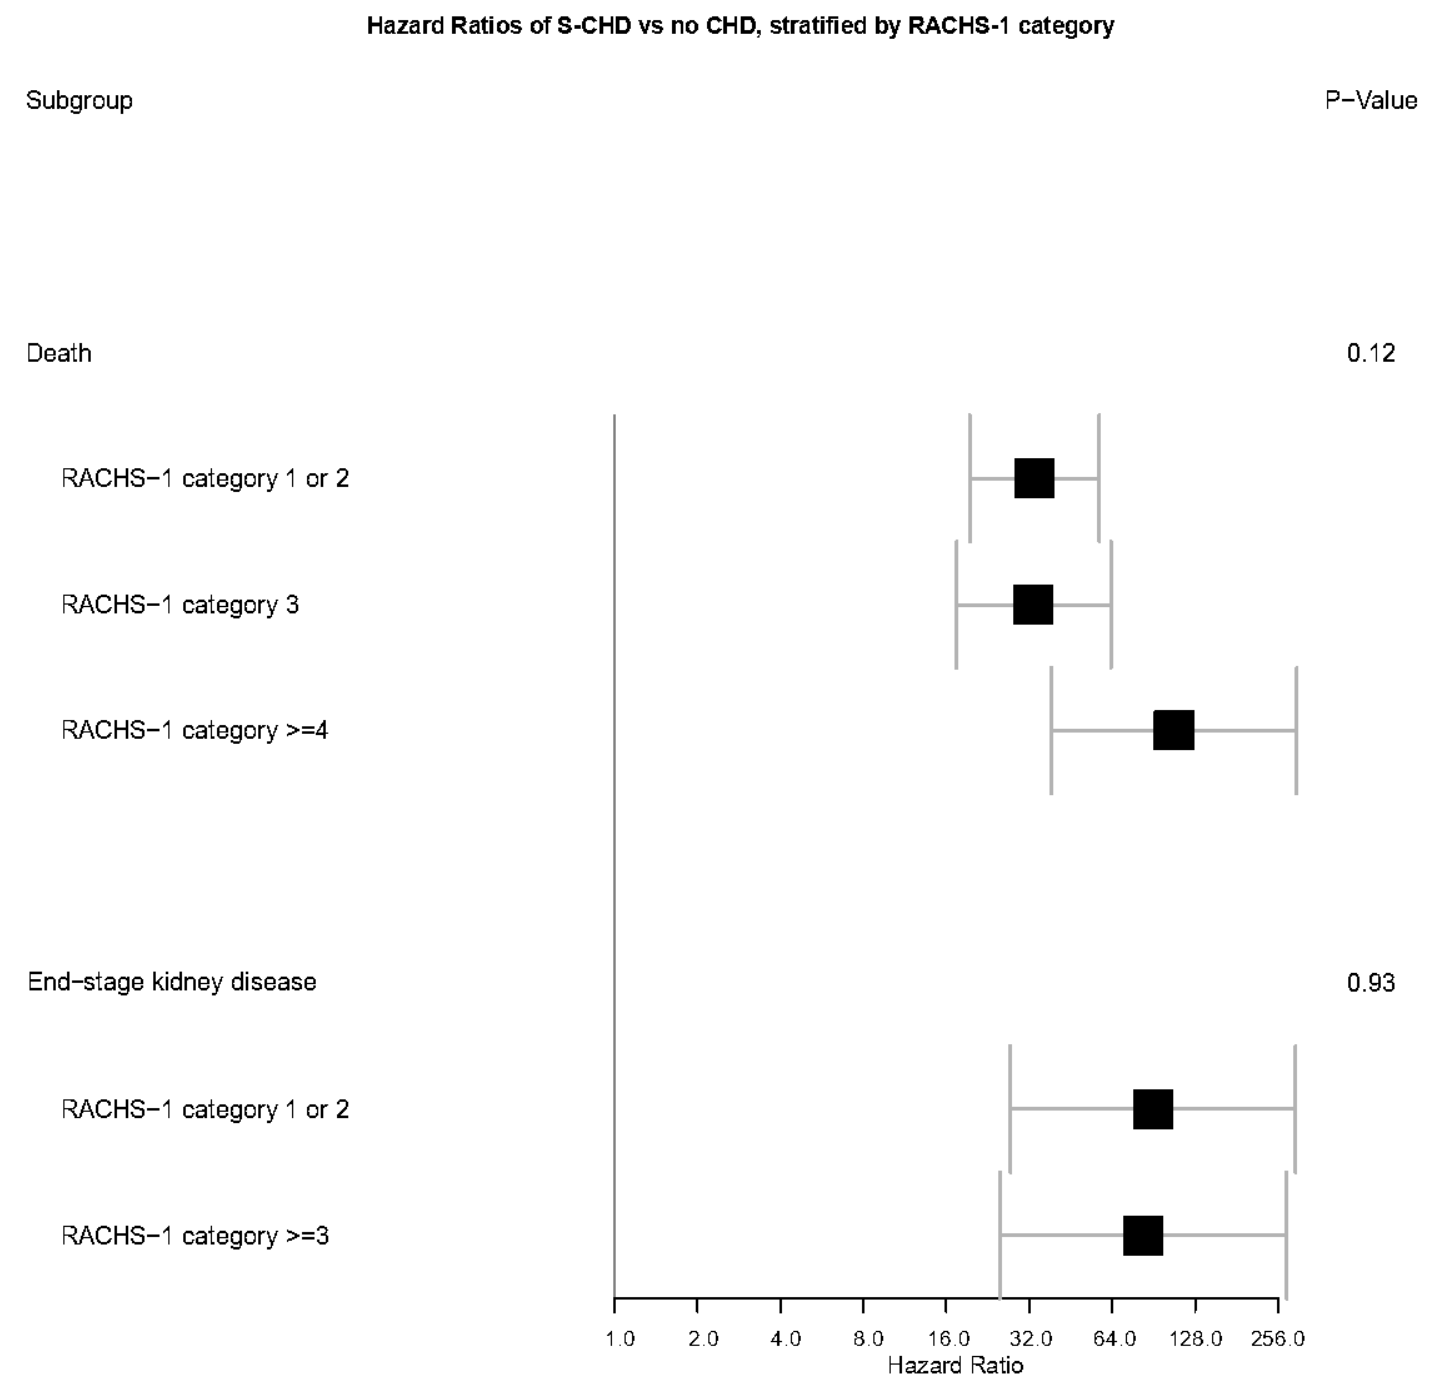 Hazard Ratios of S-CHD vs no CHD, stratified by RACHS-1 category
Subgroup P−Value
Death 0.12
RACHS−1 category 1 or 2
RACHS−1 category 3
RACHS−1 category >=4
End−stage kidney disease 0.93
RACHS−1 category 1 or 2
RACHS−1 category >=3
1.0 2.0 4.0 8.0 16.0 32.0 64.0 128.0 256.0
Hazard Ratio